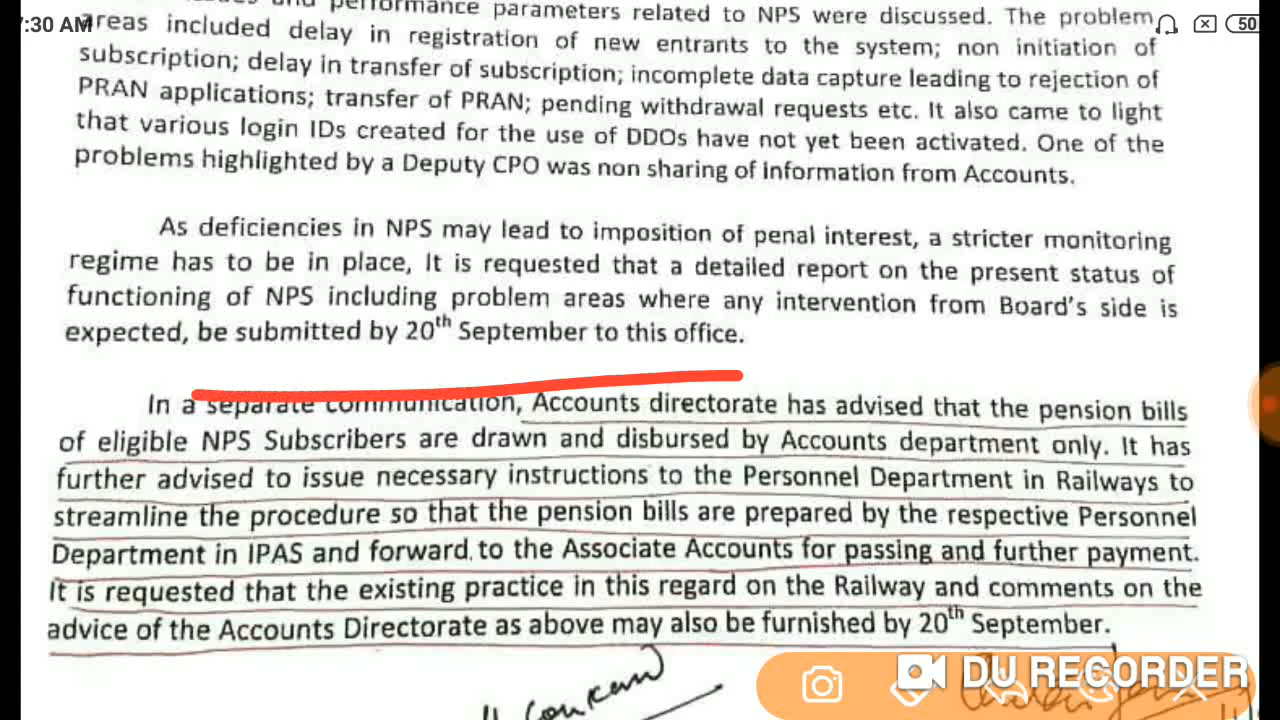 performance parameters related to NPS were discussed. The problem
:30 AM
50
areas included delay in registration of new entrants to the system; non initiation of
subscription; delay in transfer of subscription; incomplete data capture leading to rejection of
PRAN applications; transfer of PRAN; pending withdrawal requests etc. It also came to light
that various login IDs created for the use of DDOs have not yet been activated. One of the
problems highlighted by a Deputy CPO was non sharing of information from Accounts.
As deficiencies in NPS may lead to imposition of penal interest, a stricter monitoring
regime has to be in place, It is requested that a detailed report on the present status of
functioning of NPS including problem areas where any intervention from Board's side is
expected, be submitted by 20th September to this office.
In a separate communication, Accounts directorate has advised that the pension bills
of eligible NPS Subscribers are drawn and disbursed by Accounts department only. It has
further advised to issue necessary instructions to the Personnel Department in Railways to
streamline the procedure so that the pension bills are prepared by the respective Personnel
Department in IPAS and forward to the Associate Accounts for passing and further payment.
It is requested that the existing practice in this regard on the Railway and comments on the
advice of the Accounts Directorate as above may also be furnished by 20th September.
DU RECORDER